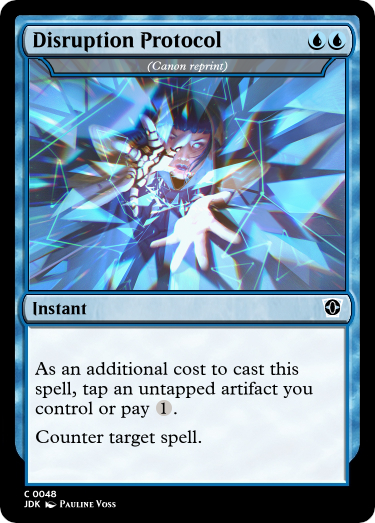 Disruption Protocol
(Canon reprint)
Instant
As an additional cost to cast this
spell, tap an untapped artifact you
control or pay 1.
Counter target spell.
C 0048
JDK Pauline Voss